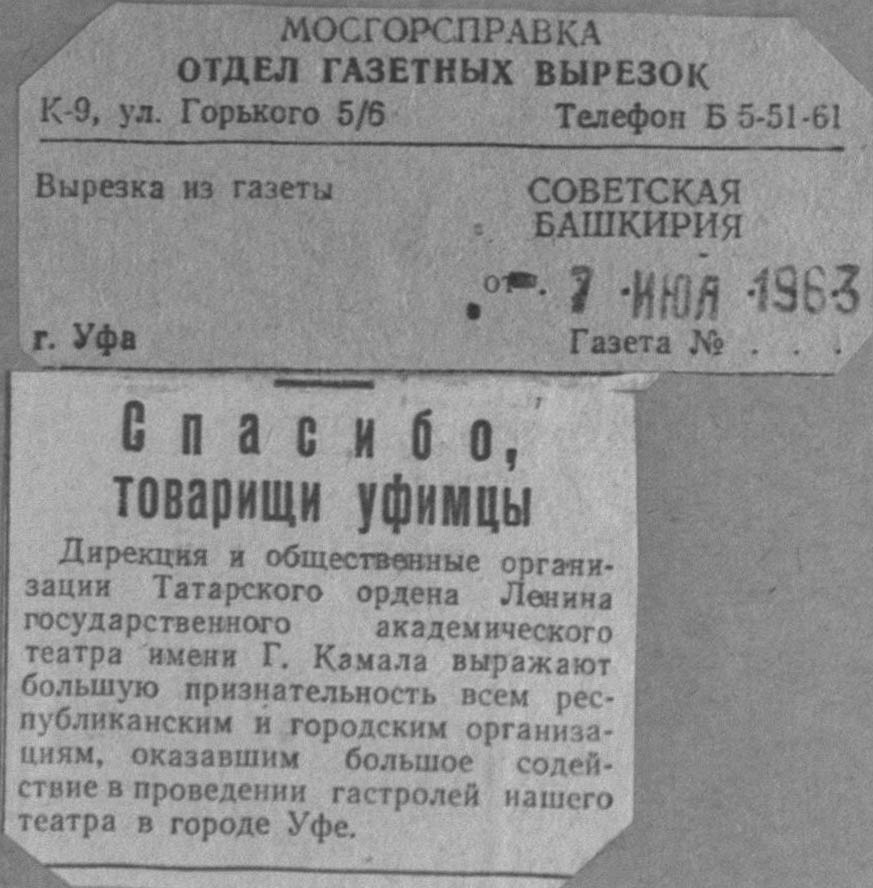 МОСГОРСПРАВКА
ОТДЕЛ ГАЗЕТНЫХ ВЫРЕЗОК
К-9, ул. Горького 5/6 Телефон Б 5-51-61
Вырезка из газеты СОВЕТСКАЯ
БАШКИРИЯ
от . 7 ИЮЛ 1963
г. Уфа Газета № . . .
Спасибо,
товарищи уфимцы
Дирекция и общественные органи-
зации Татарского ордена Ленина
государственного академического
театра имени Г. Камала выражают
большую признательность всем рес-
публиканским и городским организа-
циям, оказавшим большое содей-
ствие в проведении гастролей нашего
театра в городе Уфе.